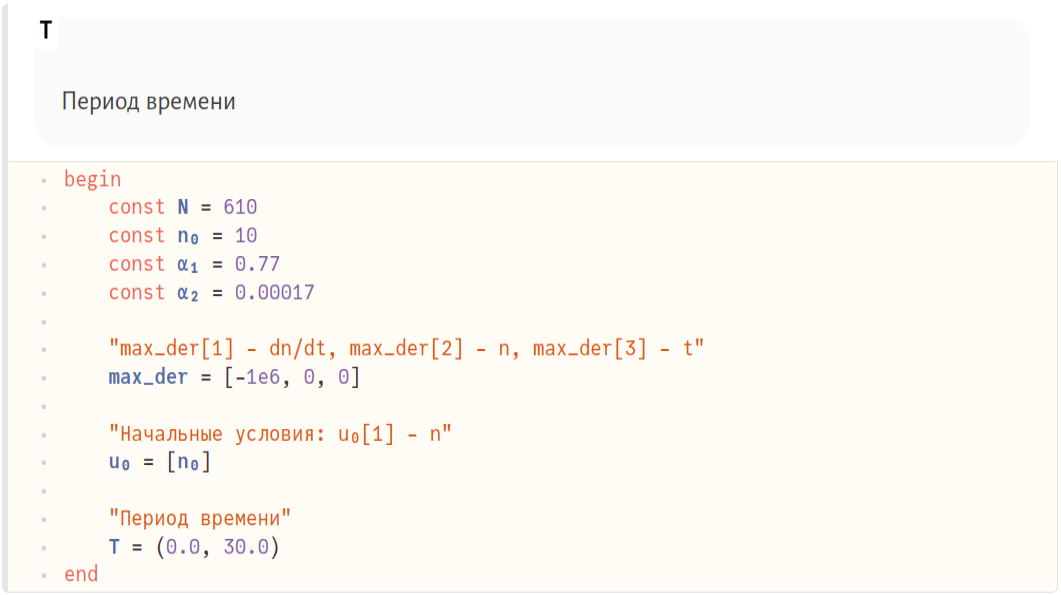 T
Период времени
begin
const N = 610
const n₀ = 10
const α₁ = 0.77
const α₂ = 0.00017
"max_der[1] - dn/dt, max_der[2] - n, max_der[3] - t"
max_der = [-1e6, 0, 0]
"Начальные условия: u₀[1] - n"
u₀ = [n₀]
"Период времени"
T = (0.0, 30.0)
end